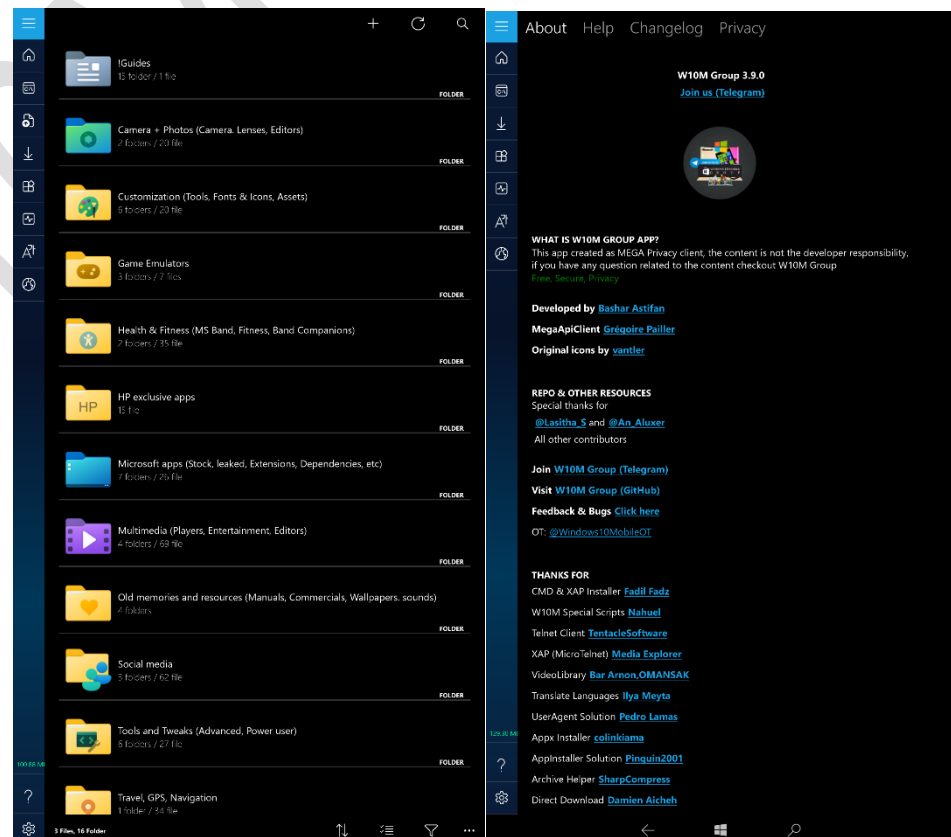 !Guides
15 folder / 1 file
FOLDER
Camera + Photos (Camera. Lenses, Editors)
2 folders / 20 file
FOLDER
Customization (Tools, Fonts & Icons, Assets)
6 folders / 20 file
FOLDER
Game Emulators
3 folders / 7 files
FOLDER
Health & Fitness (MS Band, Fitness, Band Companions)
2 folders / 35 file
FOLDER
HP
HP exclusive apps
15 file
FOLDER
Microsoft apps (Stock, leaked, Extensions, Dependencies, etc)
7 folders / 26 file
FOLDER
Multimedia (Players, Entertainment, Editors)
4 folders / 69 file
FOLDER
Old memories and resources (Manuals, Commercials, Wallpapers. sounds)
4 folders
FOLDER
Social media
3 folders / 62 file
FOLDER
Tools and Tweaks (Advanced, Power user)
6 folders / 27 file
FOLDER
Travel, GPS, Navigation
1 folder / 34 file
3 Files, 16 Folder
About Help Changelog Privacy
W10M Group 3.9.0
Join us (Telegram)
WHAT IS W10M GROUP APP?
This app created as MEGA Privacy client, the content is not the developer responsibility,
if you have any question related to the content checkout W10M Group
Free, Secure, Privacy
Developed by Bashar Astifan
MegaApiClient Grégoire Pailler
Original icons by vantler
REPO & OTHER RESOURCES
Special thanks for
@Lasitha_S and @An_Aluxer
All other contributors
Join W10M Group (Telegram)
Visit W10M Group (GitHub)
Feedback & Bugs Click here
OT: @Windows10MobileOT
THANKS FOR
CMD & XAP Installer Fadil Fadz
W10M Special Scripts Nahuel
Telnet Client TentacleSoftware
XAP (MicroTelnet) Media Explorer
VideoLibrary Bar Arnon,OMANSAK
Translate Languages Ilya Meyta
UserAgent Solution Pedro Lamas
129.30 M
Appx Installer colinkiama
AppInstaller Solution Pinguin2001
Archive Helper SharpCompress
Direct Download Damien Aicheh